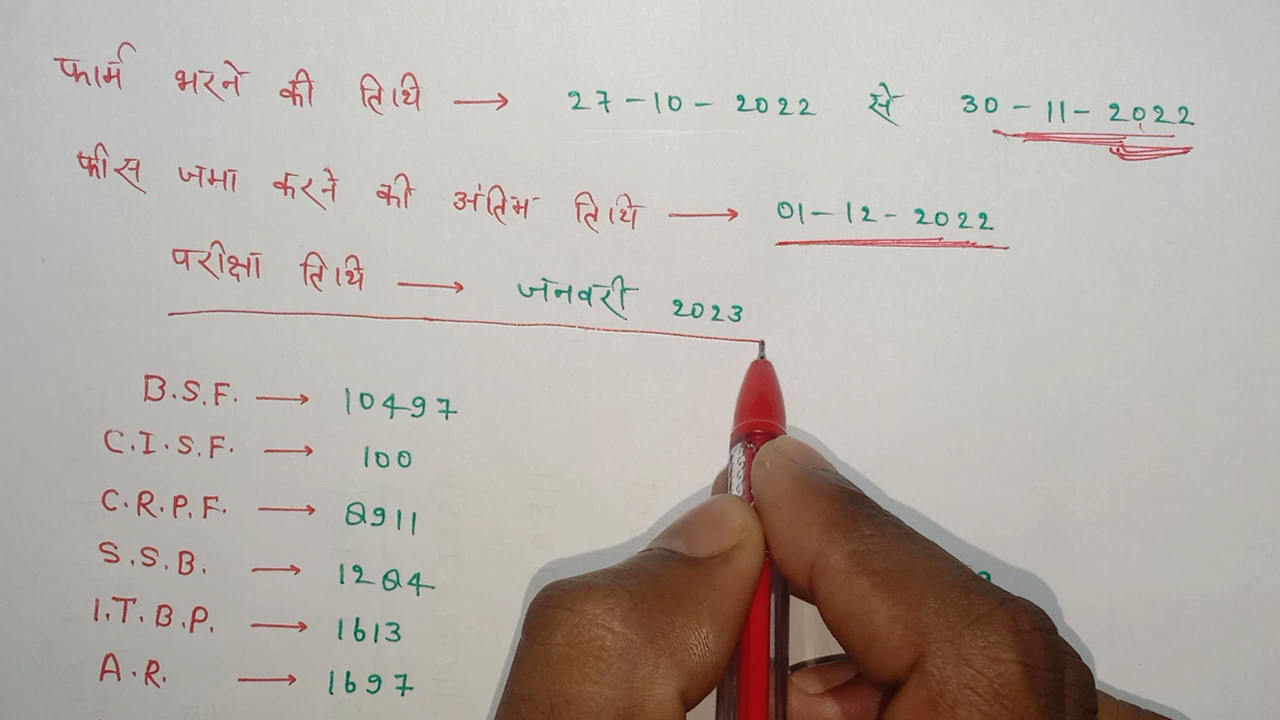 फार्म भरने की तिथि → 27-10-2022 से 30-11-2022
फीस जमा करने की अंतिम तिथि → 01-12-2022
परीक्षा तिथि → जनवरी 2023
B.S.F. → 10497
C.I.S.F. → 100
C.R.P.F. → 8911
S.S.B. → 1284
I.T.B.P. → 1613
A.R. → 1697